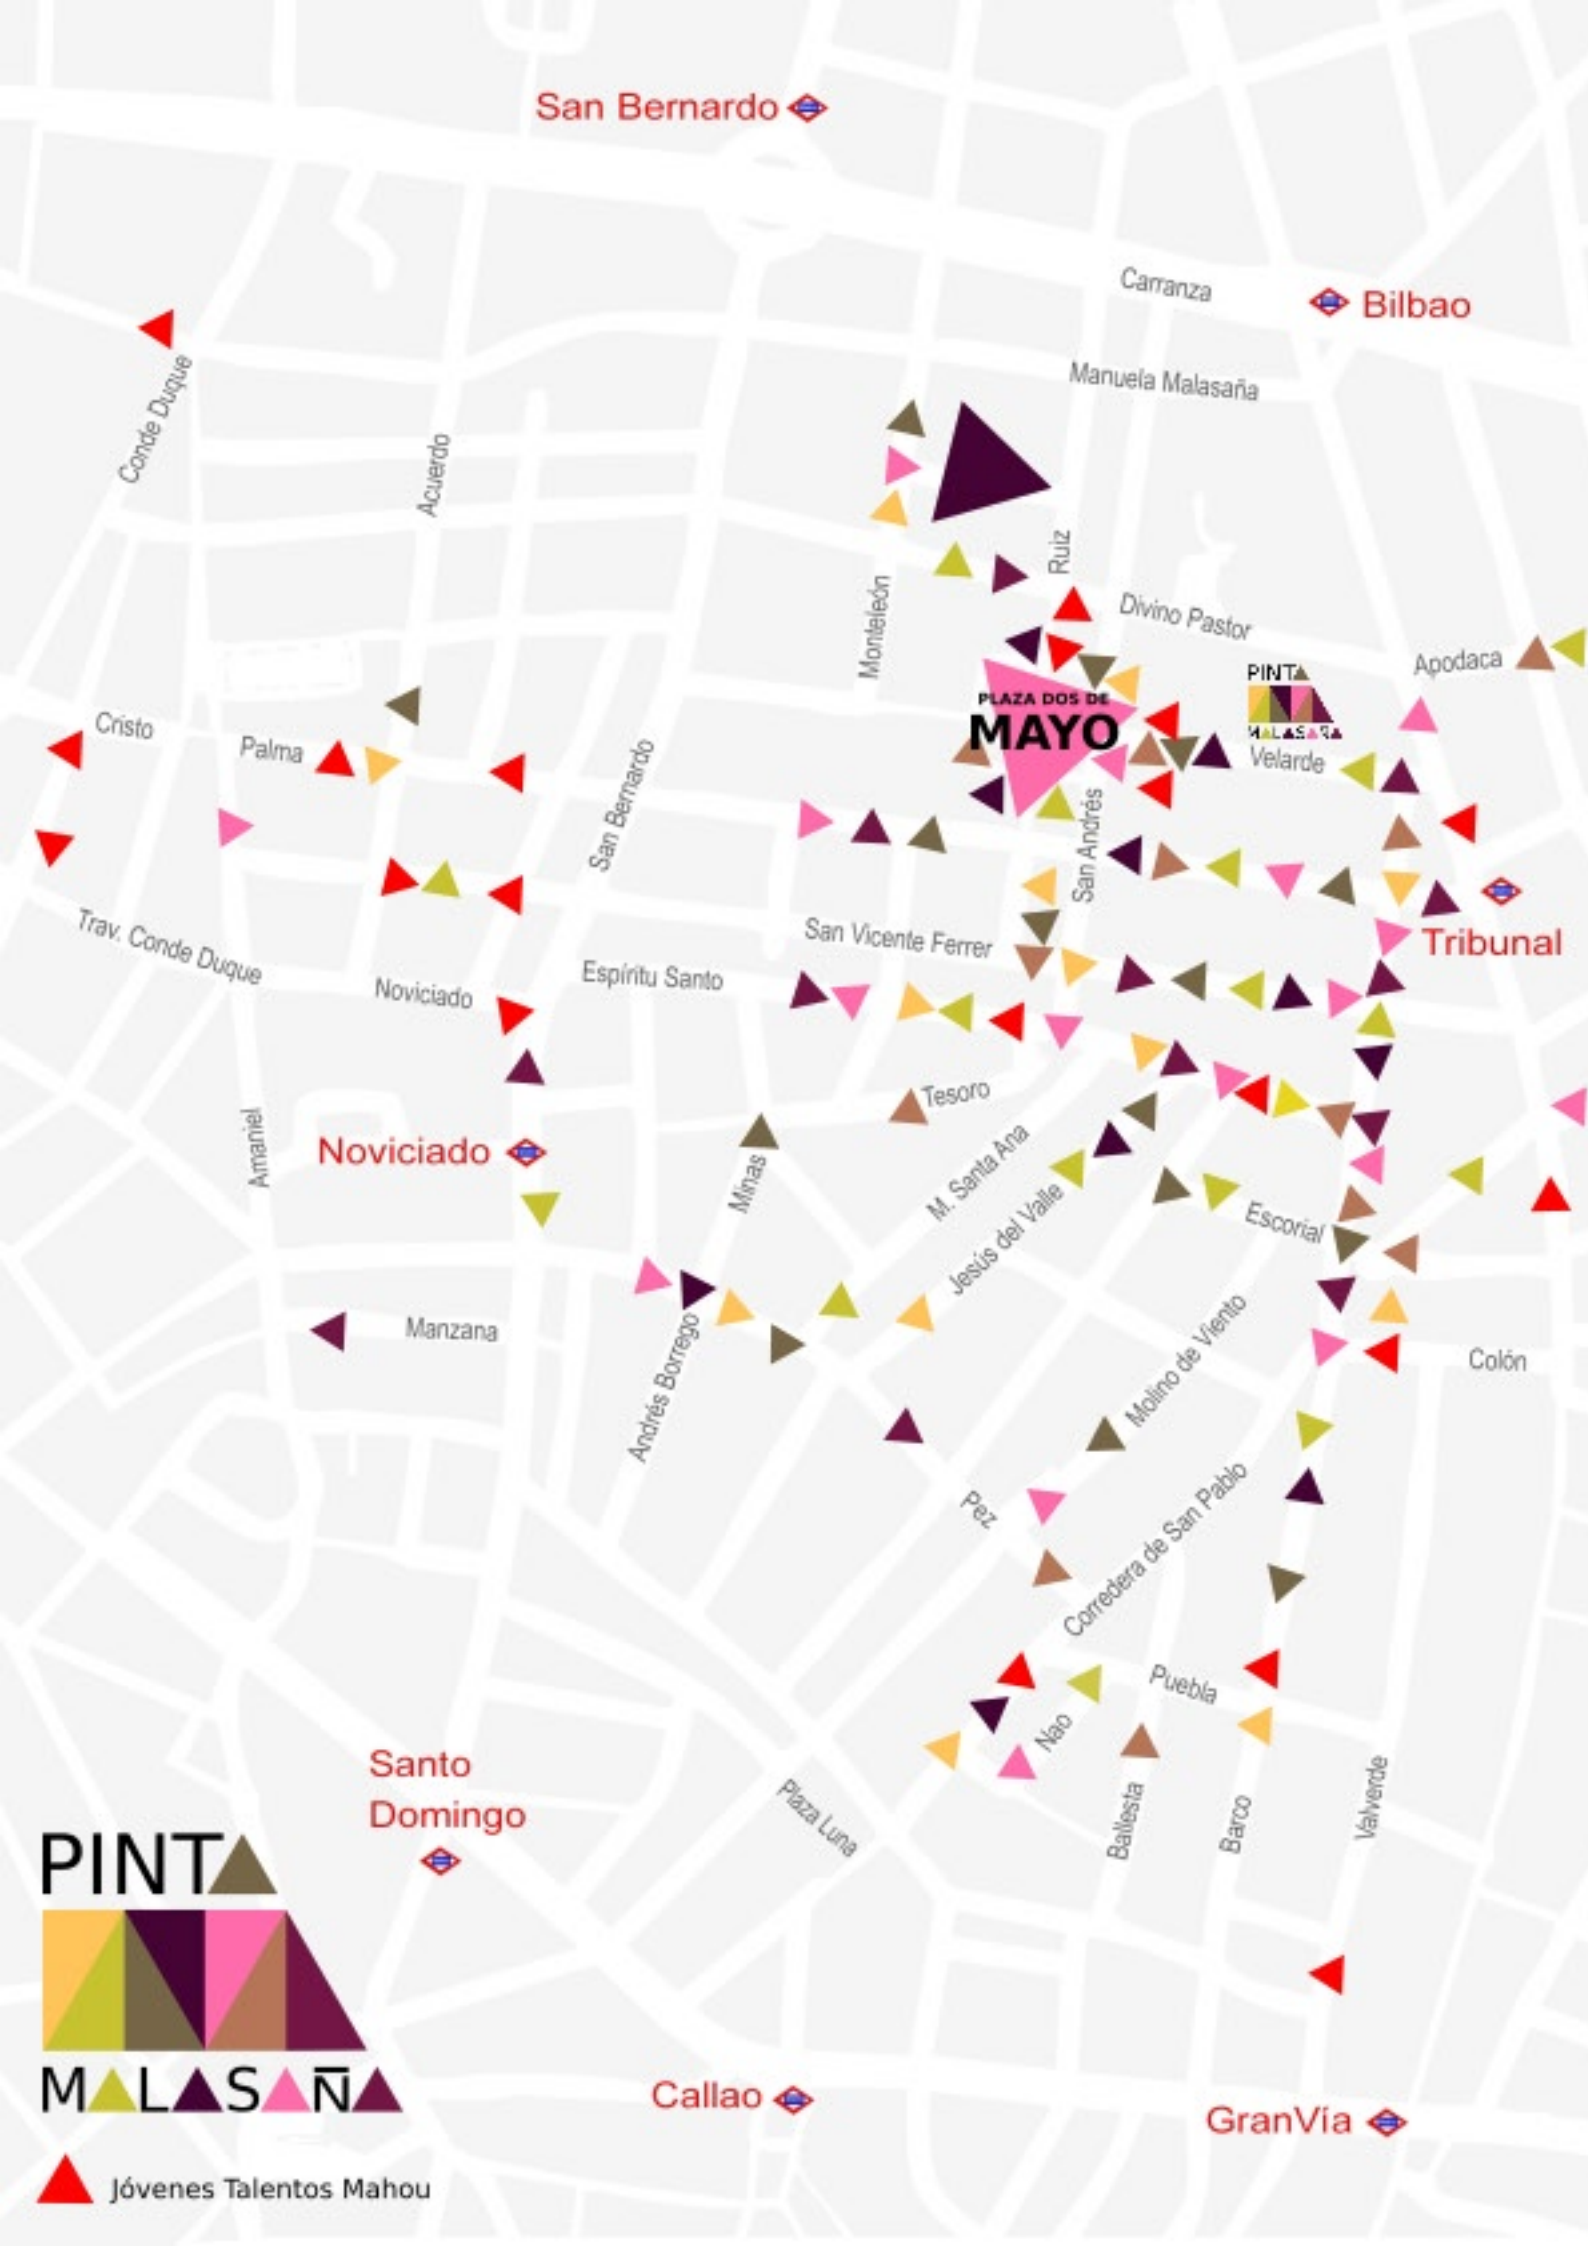 San Bernardo
Carranza
Bilbao
Manuela Malasaña
Conde Duque
Acuerdo
Ruiz
Monteleón
Divino Pastor
Apodaca
PINTA
MALASAÑA
PLAZA DOS DE
MAYO
Cristo
Palma
Velarde
San Bernardo
San Andrés
Tribunal
San Vicente Ferrer
Trav. Conde Duque
Noviciado
Espíritu Santo
Tesoro
Amaniel
Noviciado
Minas
M. Santa Ana
Jesús del Valle
Escorial
Manzana
Andrés Borrego
Molino de Viento
Colón
Pez
Corredera de San Pablo
Puebla
Nao
Santo
Domingo
Plaza Luna
Ballesta
Barco
Valverde
PINTA
MALASAÑA
Callao
GranVía
Jóvenes Talentos Mahou